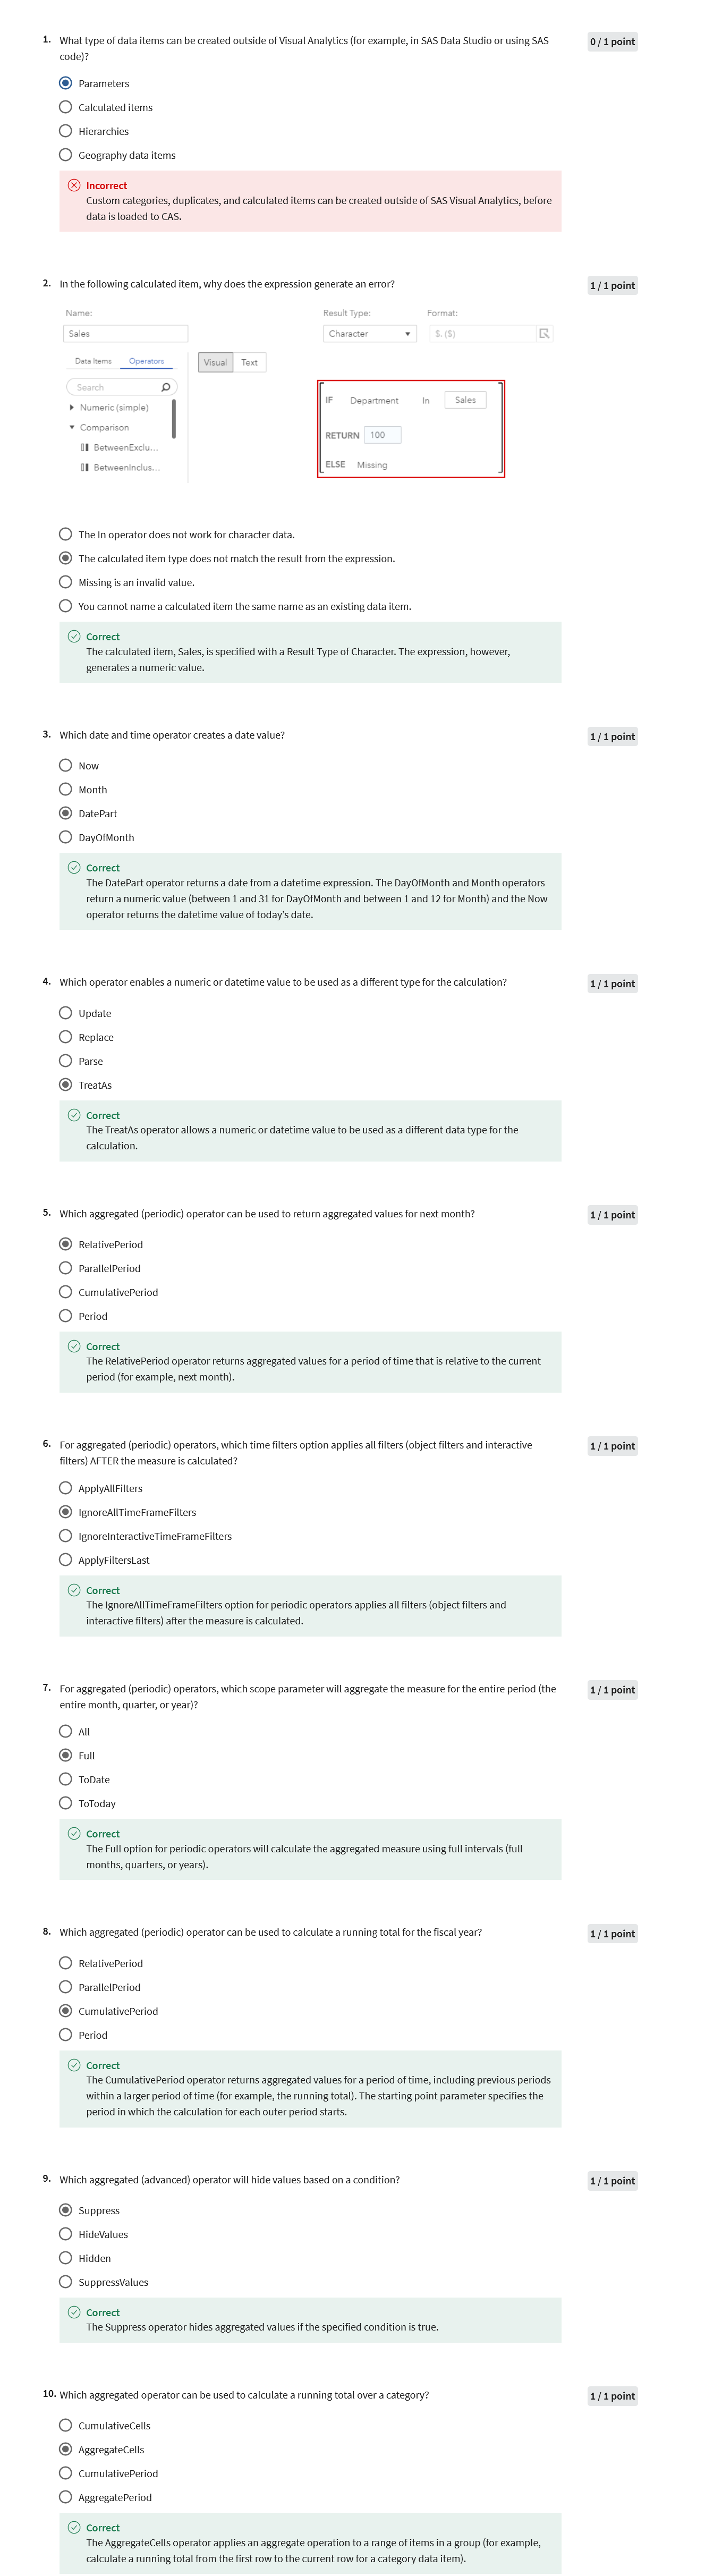 1. What type of data items can be created outside of Visual Analytics (for example, in SAS Data Studio or using SAS
code)?
0 / 1 point
Parameters
Calculated items
Hierarchies
Geography data items
Incorrect
Custom categories, duplicates, and calculated items can be created outside of SAS Visual Analytics, before
data is loaded to CAS.
2. In the following calculated item, why does the expression generate an error?
1 / 1 point
Name:
Result Type:
Format:
Sales
Character
$. ($)
Data Items
Operators
Visual
Text
Search
Numeric (simple)
Comparison
BetweenExclu...
BetweenInclus...
IF Department In Sales
RETURN 100
ELSE Missing
The In operator does not work for character data.
The calculated item type does not match the result from the expression.
Missing is an invalid value.
You cannot name a calculated item the same name as an existing data item.
Correct
The calculated item, Sales, is specified with a Result Type of Character. The expression, however,
generates a numeric value.
3. Which date and time operator creates a date value?
1 / 1 point
Now
Month
DatePart
DayOfMonth
Correct
The DatePart operator returns a date from a datetime expression. The DayOfMonth and Month operators
return a numeric value (between 1 and 31 for DayOfMonth and between 1 and 12 for Month) and the Now
operator returns the datetime value of today's date.
4. Which operator enables a numeric or datetime value to be used as a different type for the calculation?
1 / 1 point
Update
Replace
Parse
TreatAs
Correct
The TreatAs operator allows a numeric or datetime value to be used as a different data type for the
calculation.
5. Which aggregated (periodic) operator can be used to return aggregated values for next month?
1 / 1 point
RelativePeriod
ParallelPeriod
CumulativePeriod
Period
Correct
The RelativePeriod operator returns aggregated values for a period of time that is relative to the current
period (for example, next month).
6. For aggregated (periodic) operators, which time filters option applies all filters (object filters and interactive
filters) AFTER the measure is calculated?
1 / 1 point
ApplyAllFilters
IgnoreAllTimeFrameFilters
IgnoreInteractiveTimeFrameFilters
ApplyFiltersLast
Correct
The IgnoreAllTimeFrameFilters option for periodic operators applies all filters (object filters and
interactive filters) after the measure is calculated.
7. For aggregated (periodic) operators, which scope parameter will aggregate the measure for the entire period (the
entire month, quarter, or year)?
1 / 1 point
All
Full
ToDate
ToToday
Correct
The Full option for periodic operators will calculate the aggregated measure using full intervals (full
months, quarters, or years).
8. Which aggregated (periodic) operator can be used to calculate a running total for the fiscal year?
1 / 1 point
RelativePeriod
ParallelPeriod
CumulativePeriod
Period
Correct
The CumulativePeriod operator returns aggregated values for a period of time, including previous periods
within a larger period of time (for example, the running total). The starting point parameter specifies the
period in which the calculation for each outer period starts.
9. Which aggregated (advanced) operator will hide values based on a condition?
1 / 1 point
Suppress
HideValues
Hidden
SuppressValues
Correct
The Suppress operator hides aggregated values if the specified condition is true.
10. Which aggregated operator can be used to calculate a running total over a category?
1 / 1 point
CumulativeCells
AggregateCells
CumulativePeriod
AggregatePeriod
Correct
The AggregateCells operator applies an aggregate operation to a range of items in a group (for example,
calculate a running total from the first row to the current row for a category data item).